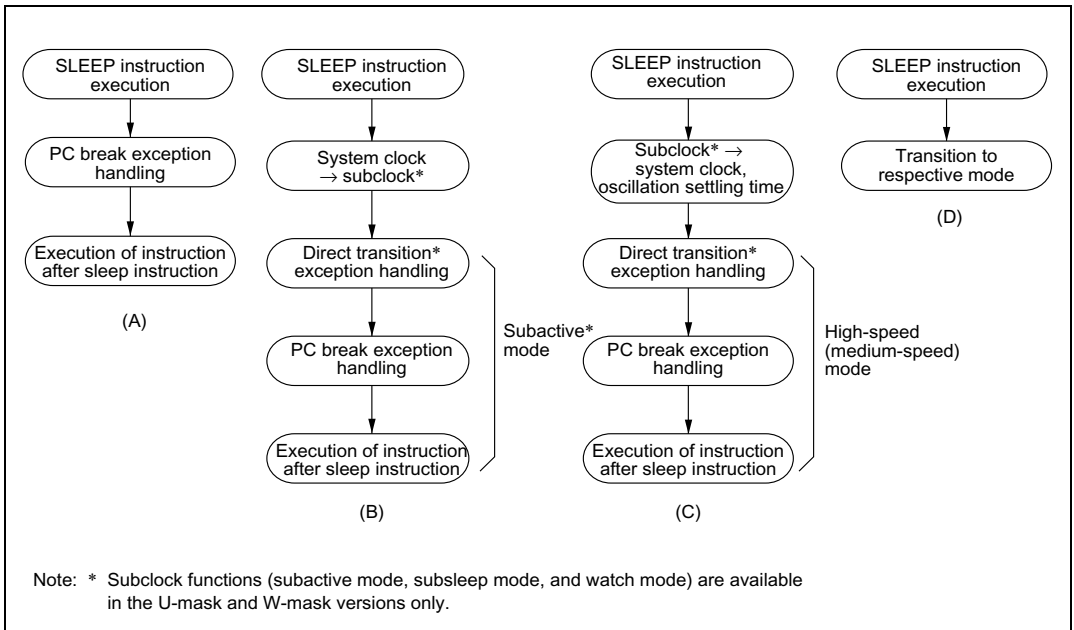 SLEEP instruction
execution
PC break exception
handling
Execution of instruction
after sleep instruction
(A)
SLEEP instruction
execution
System clock
→ subclock*
Direct transition*
exception handling
PC break exception
handling
Execution of instruction
after sleep instruction
Subactive*
mode
(B)
SLEEP instruction
execution
Subclock* →
system clock,
oscillation settling time
Direct transition*
exception handling
PC break exception
handling
Execution of instruction
after sleep instruction
High-speed
(medium-speed)
mode
(C)
SLEEP instruction
execution
Transition to
respective mode
(D)
Note: * Subclock functions (subactive mode, subsleep mode, and watch mode) are available
in the U-mask and W-mask versions only.